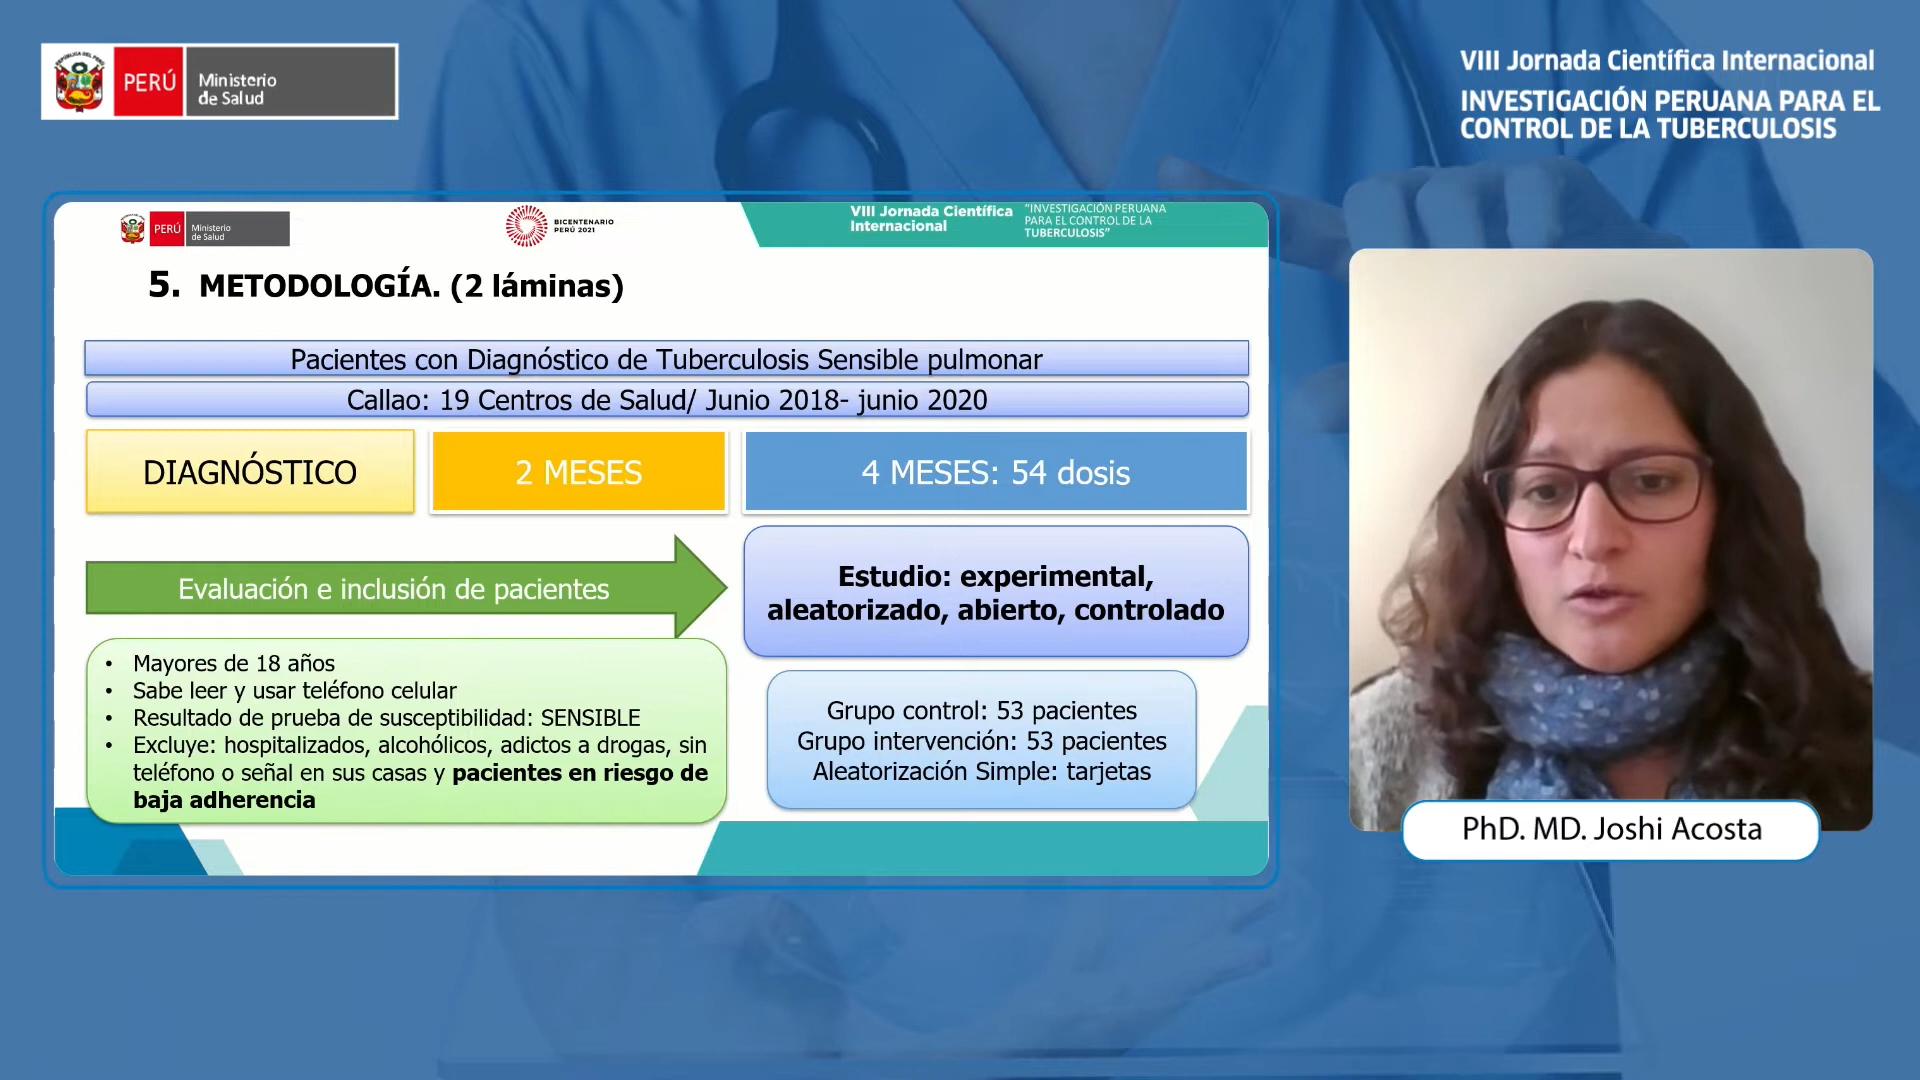 PERÚ
Ministerio
de Salud
VIII Jornada Científica Internacional
INVESTIGACIÓN PERUANA PARA EL
CONTROL DE LA TUBERCULOSIS
PERÚ
Ministerio
de Salud
BICENTENARIO
PERÚ 2021
VIII Jornada Científica
Internacional
"INVESTIGACIÓN PERUANA
PARA EL CONTROL DE LA
TUBERCULOSIS"
5. METODOLOGÍA. (2 láminas)
Pacientes con Diagnóstico de Tuberculosis Sensible pulmonar
Callao: 19 Centros de Salud/ Junio 2018- junio 2020
DIAGNÓSTICO
2 MESES
4 MESES: 54 dosis
Evaluación e inclusión de pacientes
Estudio: experimental,
aleatorizado, abierto, controlado
• Mayores de 18 años
• Sabe leer y usar teléfono celular
• Resultado de prueba de susceptibilidad: SENSIBLE
• Excluye: hospitalizados, alcohólicos, adictos a drogas, sin
teléfono o señal en sus casas y pacientes en riesgo de
baja adherencia
Grupo control: 53 pacientes
Grupo intervención: 53 pacientes
Aleatorización Simple: tarjetas
PhD. MD. Joshi Acosta